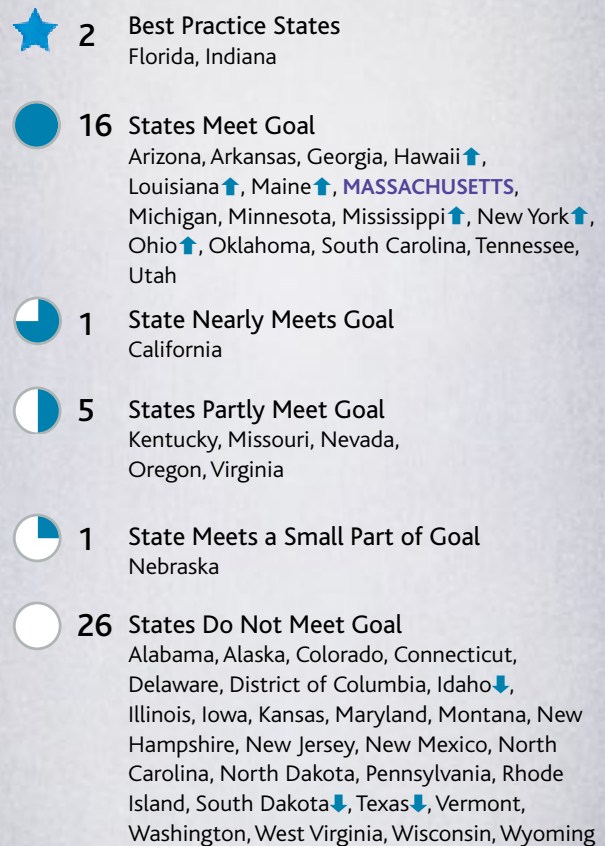 2 Best Practice States
Florida, Indiana
16 States Meet Goal
Arizona, Arkansas, Georgia, Hawaii⬆,
Louisiana⬆, Maine⬆, MASSACHUSETTS,
Michigan, Minnesota, Mississippi⬆, New York⬆,
Ohio⬆, Oklahoma, South Carolina, Tennessee,
Utah
1 State Nearly Meets Goal
California
5 States Partly Meet Goal
Kentucky, Missouri, Nevada,
Oregon, Virginia
1 State Meets a Small Part of Goal
Nebraska
26 States Do Not Meet Goal
Alabama, Alaska, Colorado, Connecticut,
Delaware, District of Columbia, Idaho⬇,
Illinois, Iowa, Kansas, Maryland, Montana, New
Hampshire, New Jersey, New Mexico, North
Carolina, North Dakota, Pennsylvania, Rhode
Island, South Dakota⬇, Texas⬇, Vermont,
Washington, West Virginia, Wisconsin, Wyoming